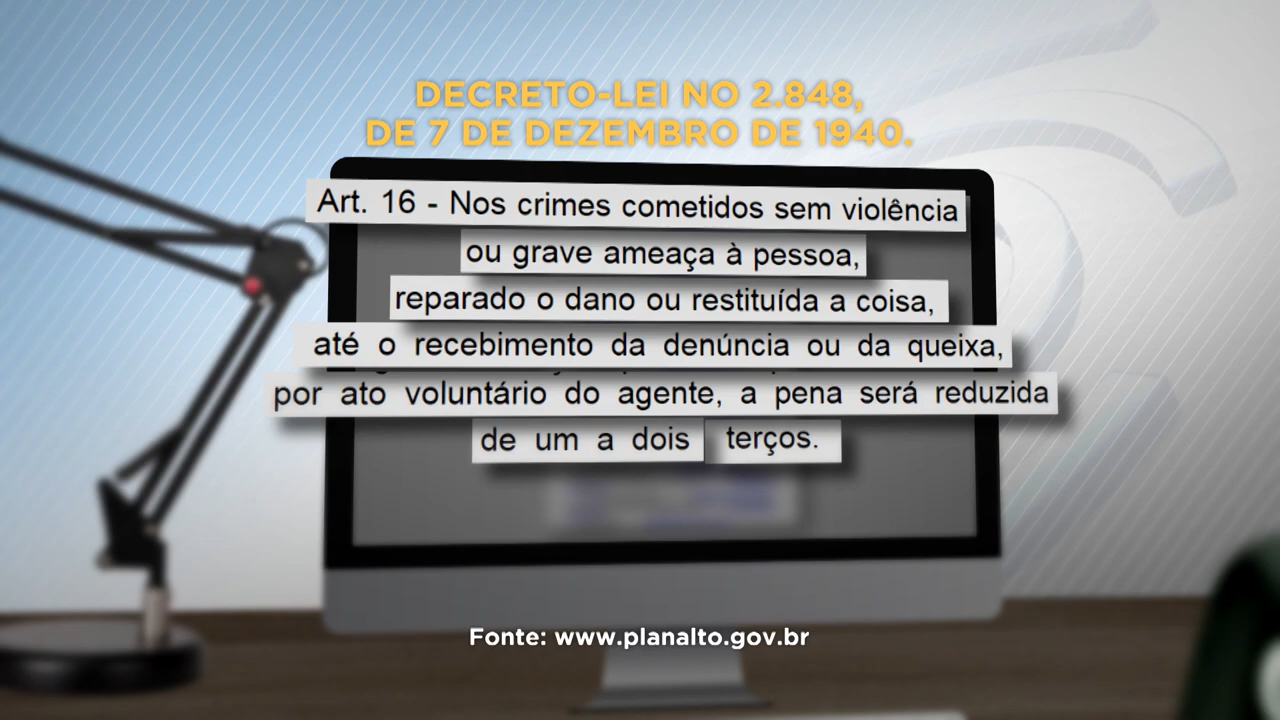 DECRETO-LEI NO 2.848,
DE 7 DE DEZEMBRO DE 1940.
Art. 16 - Nos crimes cometidos sem violência
ou grave ameaça à pessoa,
reparado o dano ou restituída a coisa,
até o recebimento da denúncia ou da queixa,
por ato voluntário do agente, a pena será reduzida
de um a dois terços.
Fonte: www.planalto.gov.br